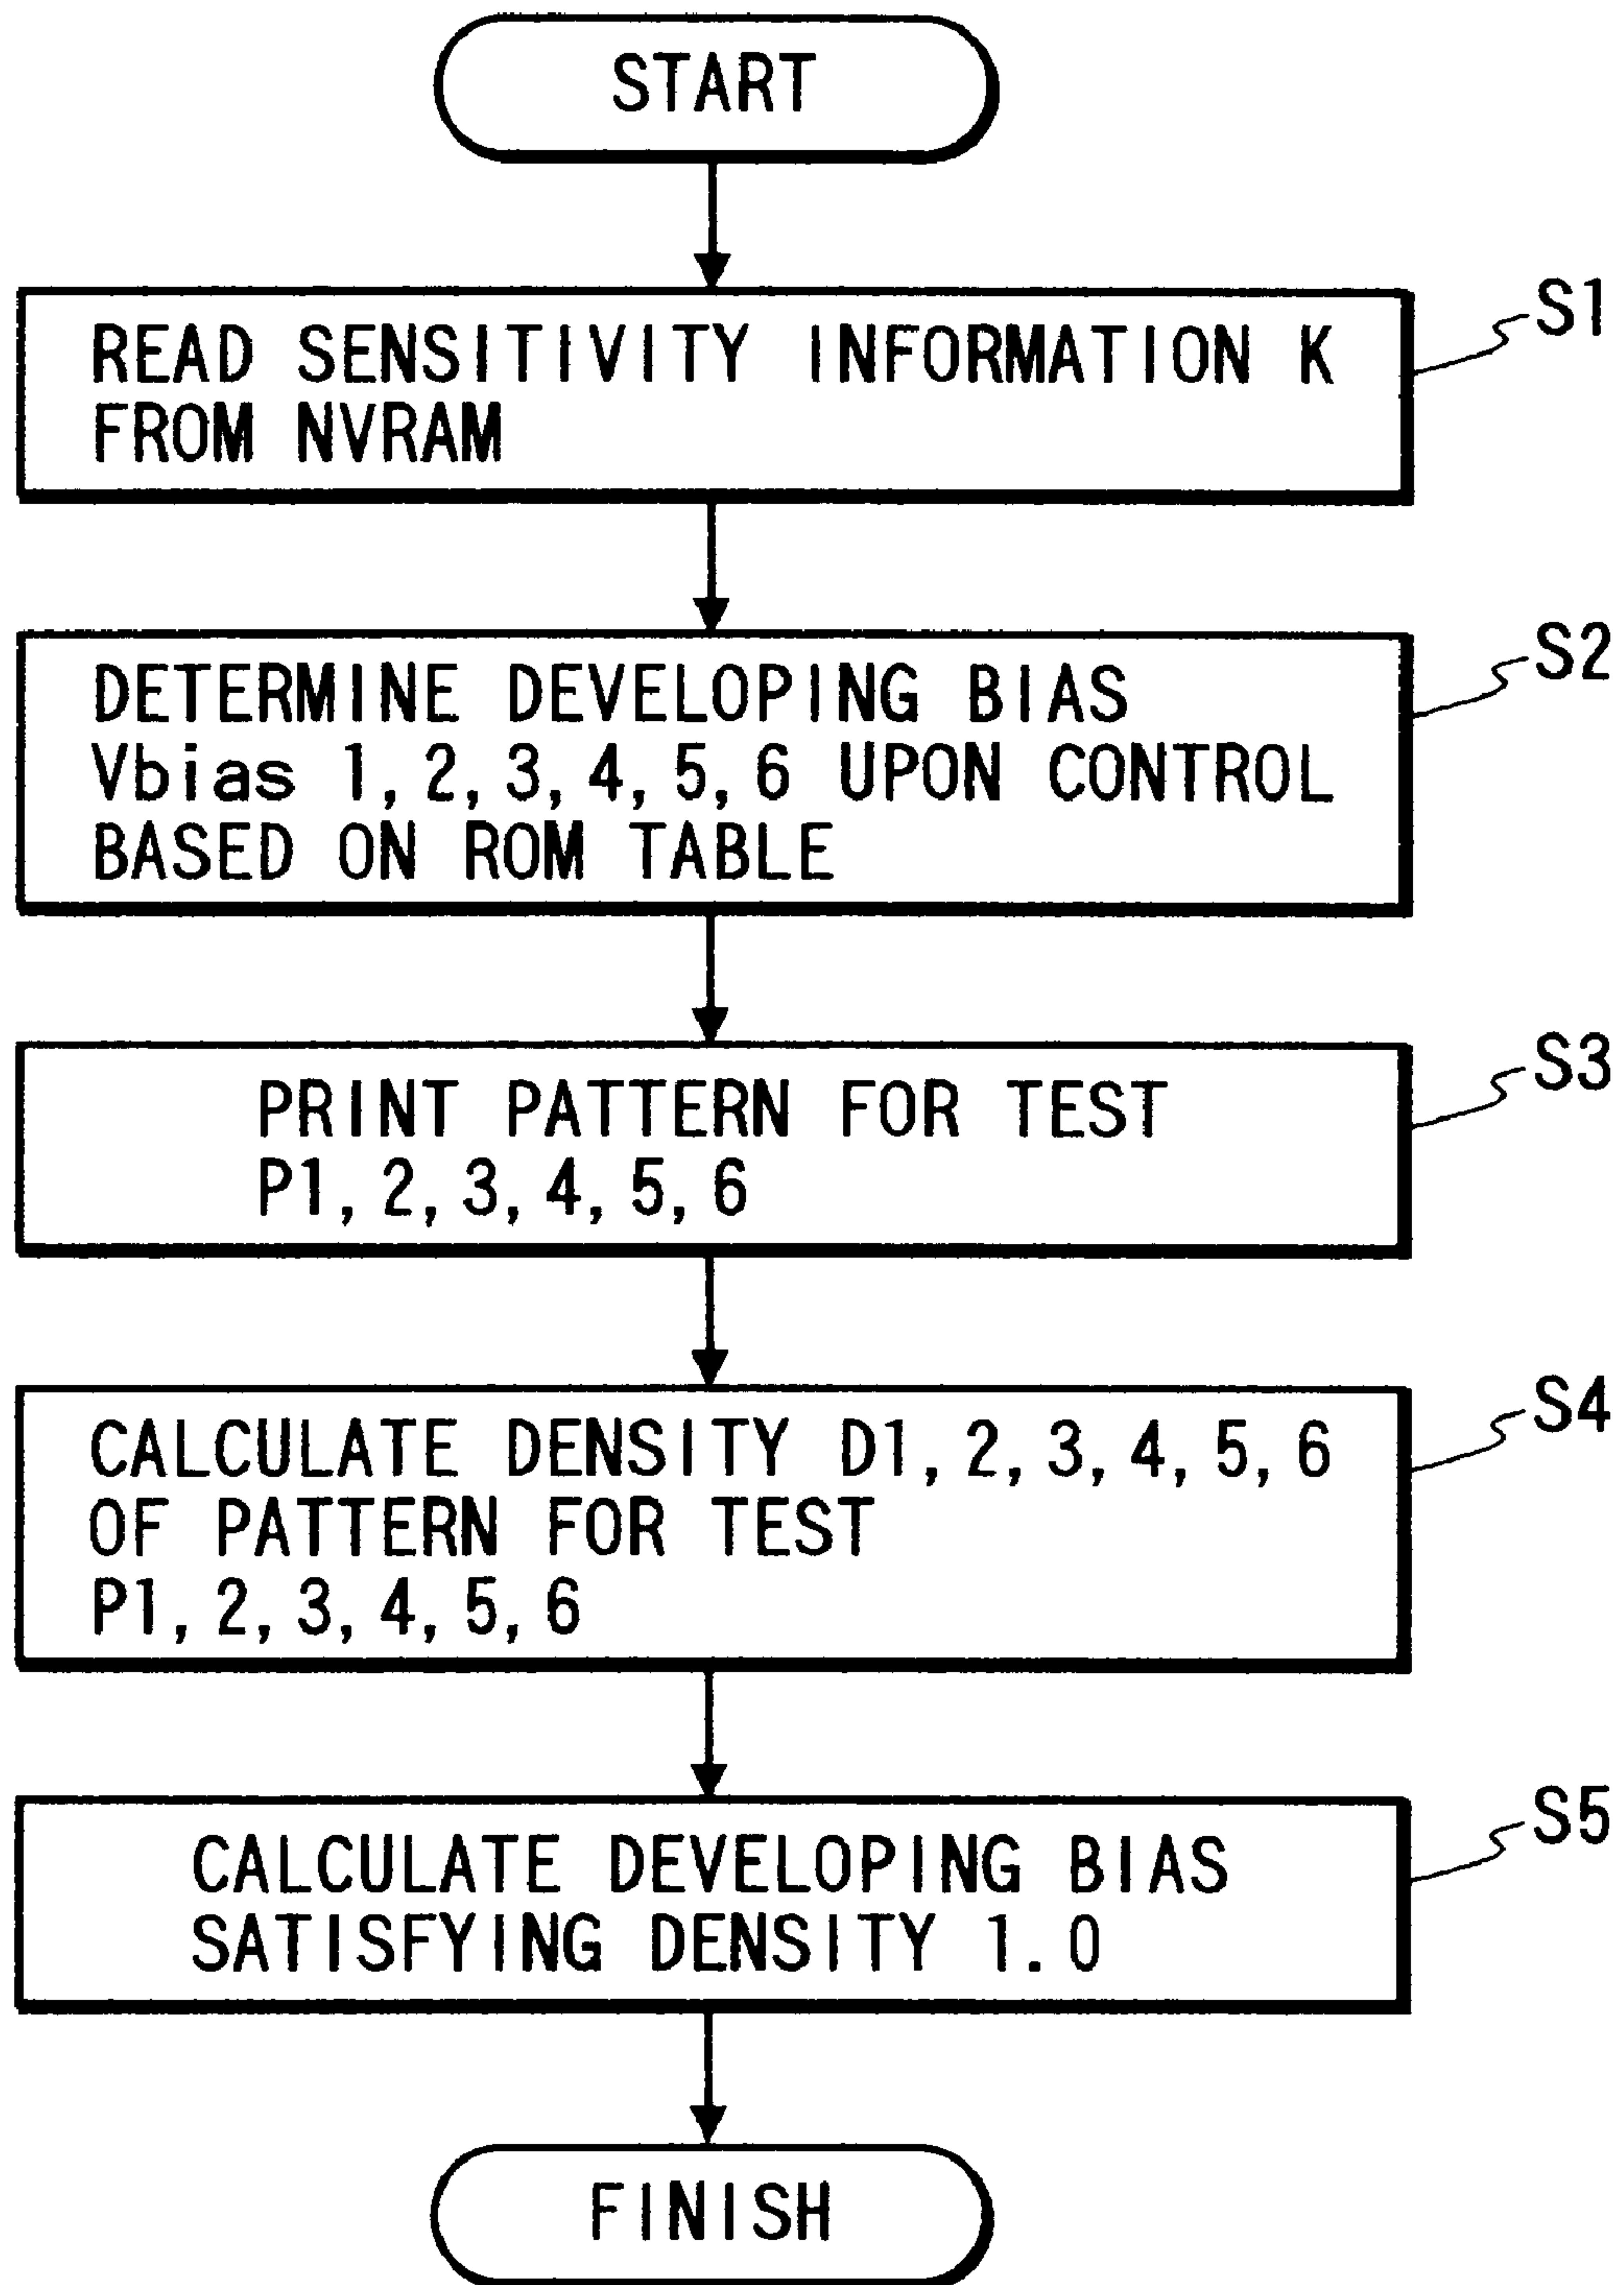 START
READ SENSITIVITY INFORMATION K
FROM NVRAM
S1
DETERMINE DEVELOPING BIAS
Vbias 1, 2, 3, 4, 5, 6 UPON CONTROL
BASED ON ROM TABLE
S2
PRINT PATTERN FOR TEST
P1, 2, 3, 4, 5, 6
S3
CALCULATE DENSITY D1, 2, 3, 4, 5, 6
OF PATTERN FOR TEST
P1, 2, 3, 4, 5, 6
S4
CALCULATE DEVELOPING BIAS
SATISFYING DENSITY 1.0
S5
FINISH